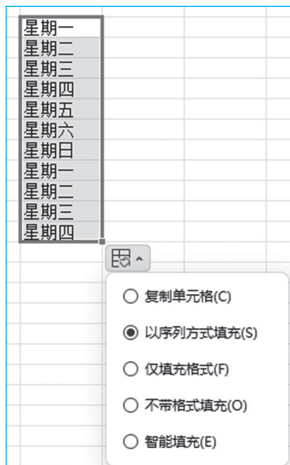 星期一
星期二
星期三
星期四
星期五
星期六
星期日
星期一
星期二
星期三
星期四
复制单元格(C)
以序列方式填充(S)
仅填充格式(F)
不带格式填充(O)
智能填充(E)